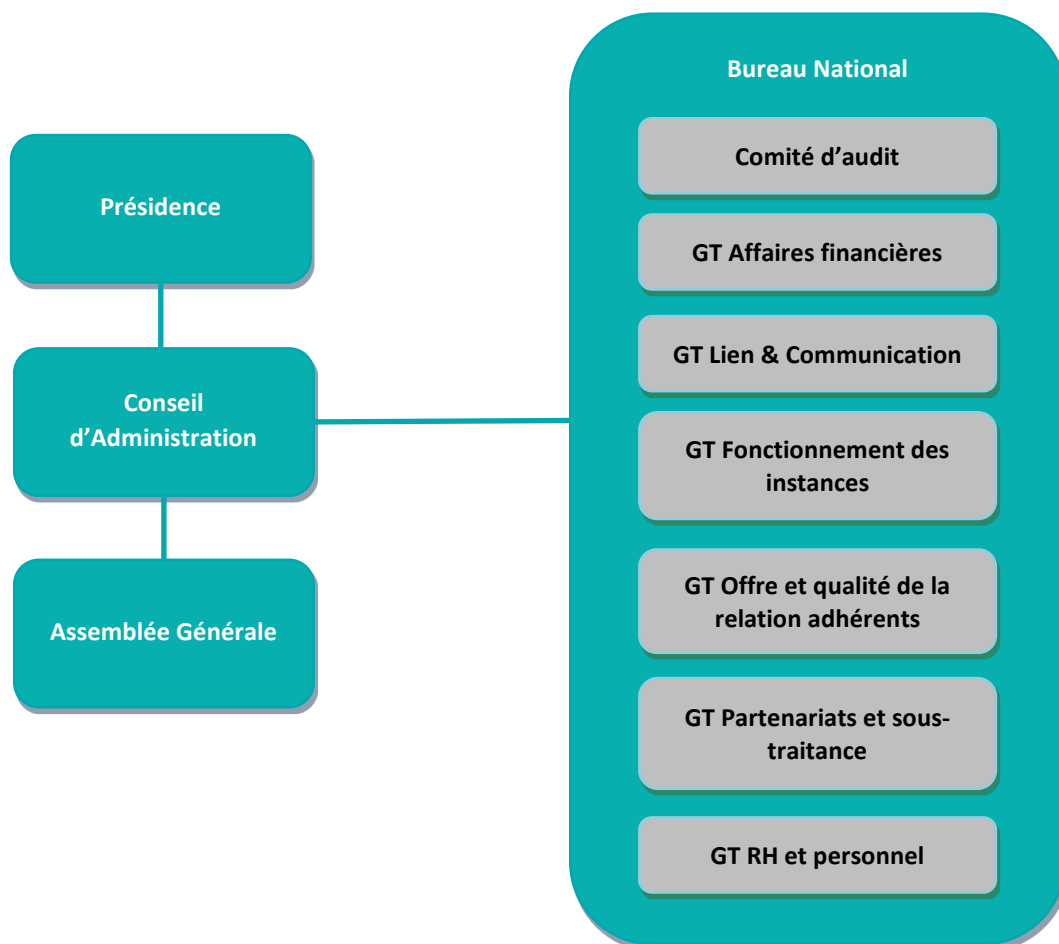 Présidence
Conseil
d’Administration
Assemblée Générale
Bureau National
Comité d’audit
GT Affaires financières
GT Lien & Communication
GT Fonctionnement des
instances
GT Offre et qualité de la
relation adhérents
GT Partenariats et sous-
traitance
GT RH et personnel